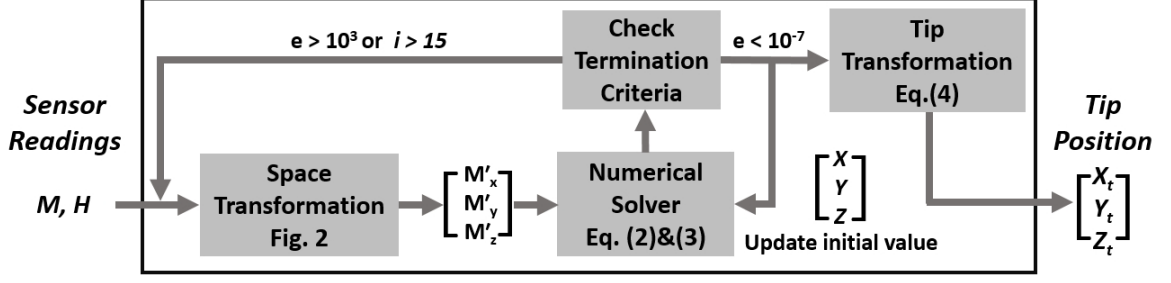 e > 10³ or i > 15
Check
Termination
Criteria
e < 10⁻⁷
Tip
Transformation
Eq.(4)
Sensor
Readings
M, H
Space
Transformation
Fig. 2
M′x
M′y
M′z
Numerical
Solver
Eq. (2)&(3)
X
Y
Z
Update initial value
Tip
Position
Xt
Yt
Zt